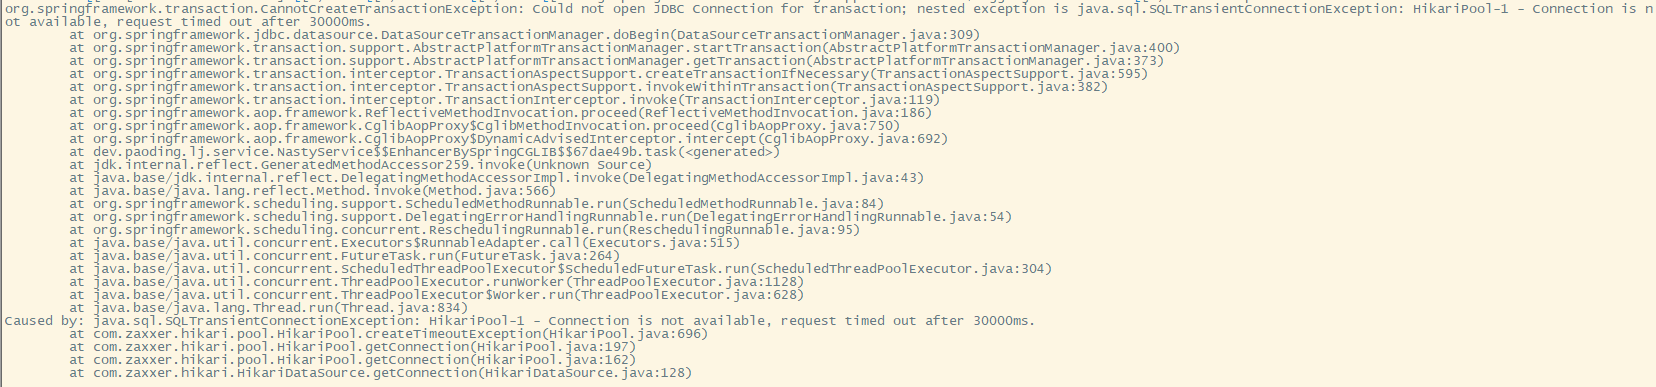 org.springframework.transaction.CannotCreateTransactionException: Could not open JDBC Connection for transaction; nested exception is java.sql.SQLTransientConnectionException: HikariPool-1 - Connection is n
ot available, request timed out after 30000ms.
        at org.springframework.jdbc.datasource.DataSourceTransactionManager.doBegin(DataSourceTransactionManager.java:309)
        at org.springframework.transaction.support.AbstractPlatformTransactionManager.startTransaction(AbstractPlatformTransactionManager.java:400)
        at org.springframework.transaction.support.AbstractPlatformTransactionManager.getTransaction(AbstractPlatformTransactionManager.java:373)
        at org.springframework.transaction.interceptor.TransactionAspectSupport.createTransactionIfNecessary(TransactionAspectSupport.java:595)
        at org.springframework.transaction.interceptor.TransactionAspectSupport.invokeWithinTransaction(TransactionAspectSupport.java:382)
        at org.springframework.transaction.interceptor.TransactionInterceptor.invoke(TransactionInterceptor.java:119)
        at org.springframework.aop.framework.ReflectiveMethodInvocation.proceed(ReflectiveMethodInvocation.java:186)
        at org.springframework.aop.framework.CglibAopProxy$CglibMethodInvocation.proceed(CglibAopProxy.java:750)
        at org.springframework.aop.framework.CglibAopProxy$DynamicAdvisedInterceptor.intercept(CglibAopProxy.java:692)
        at dev.paoding.lj.service.NastyService$$EnhancerBySpringCGLIB$$67dae49b.task(<generated>)
        at jdk.internal.reflect.GeneratedMethodAccessor259.invoke(Unknown Source)
        at java.base/jdk.internal.reflect.DelegatingMethodAccessorImpl.invoke(DelegatingMethodAccessorImpl.java:43)
        at java.base/java.lang.reflect.Method.invoke(Method.java:566)
        at org.springframework.scheduling.support.ScheduledMethodRunnable.run(ScheduledMethodRunnable.java:84)
        at org.springframework.scheduling.support.DelegatingErrorHandlingRunnable.run(DelegatingErrorHandlingRunnable.java:54)
        at org.springframework.scheduling.concurrent.ReschedulingRunnable.run(ReschedulingRunnable.java:95)
        at java.base/java.util.concurrent.Executors$RunnableAdapter.call(Executors.java:515)
        at java.base/java.util.concurrent.FutureTask.run(FutureTask.java:264)
        at java.base/java.util.concurrent.ScheduledThreadPoolExecutor$ScheduledFutureTask.run(ScheduledThreadPoolExecutor.java:304)
        at java.base/java.util.concurrent.ThreadPoolExecutor.runWorker(ThreadPoolExecutor.java:1128)
        at java.base/java.util.concurrent.ThreadPoolExecutor$Worker.run(ThreadPoolExecutor.java:628)
        at java.base/java.lang.Thread.run(Thread.java:834)
Caused by: java.sql.SQLTransientConnectionException: HikariPool-1 - Connection is not available, request timed out after 30000ms.
        at com.zaxxer.hikari.pool.HikariPool.createTimeoutException(HikariPool.java:696)
        at com.zaxxer.hikari.pool.HikariPool.getConnection(HikariPool.java:197)
        at com.zaxxer.hikari.pool.HikariPool.getConnection(HikariPool.java:162)
        at com.zaxxer.hikari.HikariDataSource.getConnection(HikariDataSource.java:128)